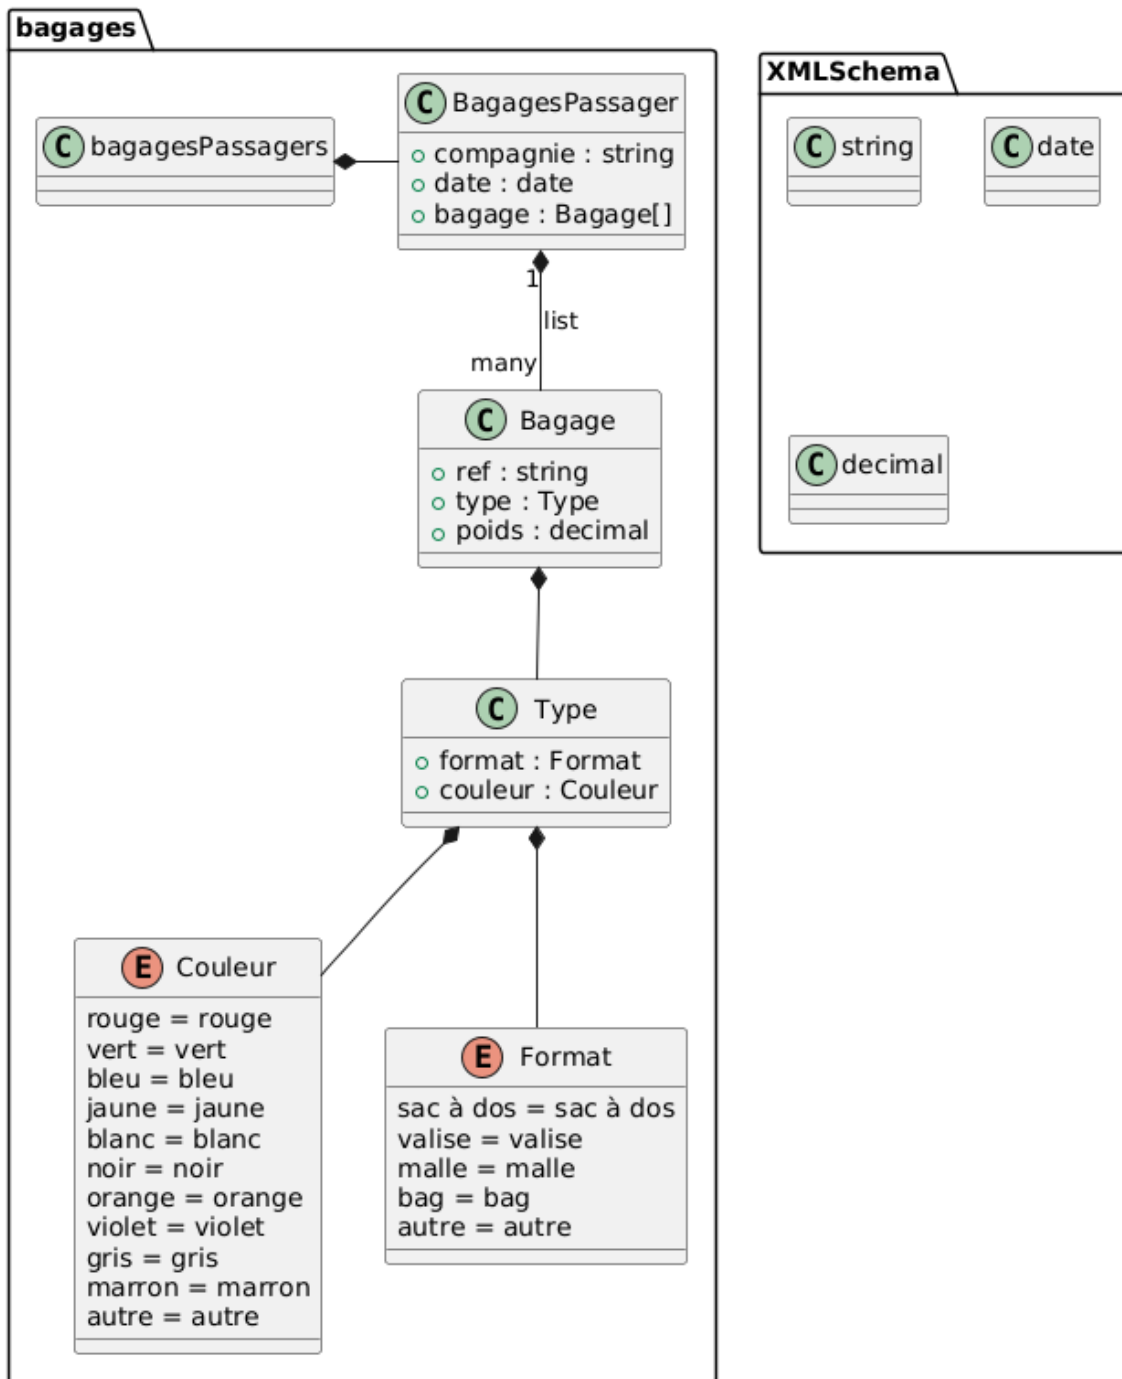 bagages
C BagagesPassager
+ compagnie : string
+ date : date
+ bagage : Bagage[]
C bagagesPassagers
1
list
many
C Bagage
ref : string
type : Type
poids : decimal
C Type
format : Format
couleur : Couleur
E Couleur
rouge = rouge
vert = vert
bleu = bleu
jaune = jaune
blanc = blanc
noir = noir
orange = orange
violet = violet
gris = gris
marron = marron
autre = autre
E Format
sac à dos = sac à dos
valise = valise
malle = malle
bag = bag
autre = autre
XMLSchema
C string
C date
C decimal